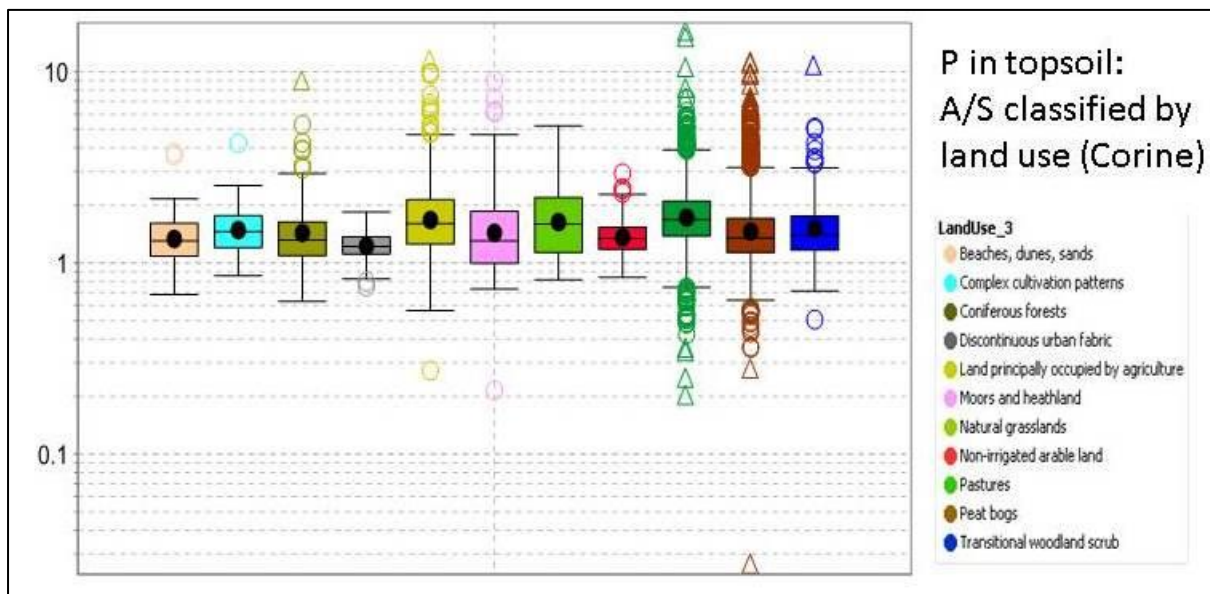 10
1
0.1
P in topsoil:
A/S classified by
land use (Corine)
LandUse_3
Beaches, dunes, sands
Complex cultivation patterns
Coniferous forests
Discontinuous urban fabric
Land principally occupied by agriculture
Moors and heathland
Natural grasslands
Non-irrigated arable land
Pastures
Peat bogs
Transitional woodland scrub